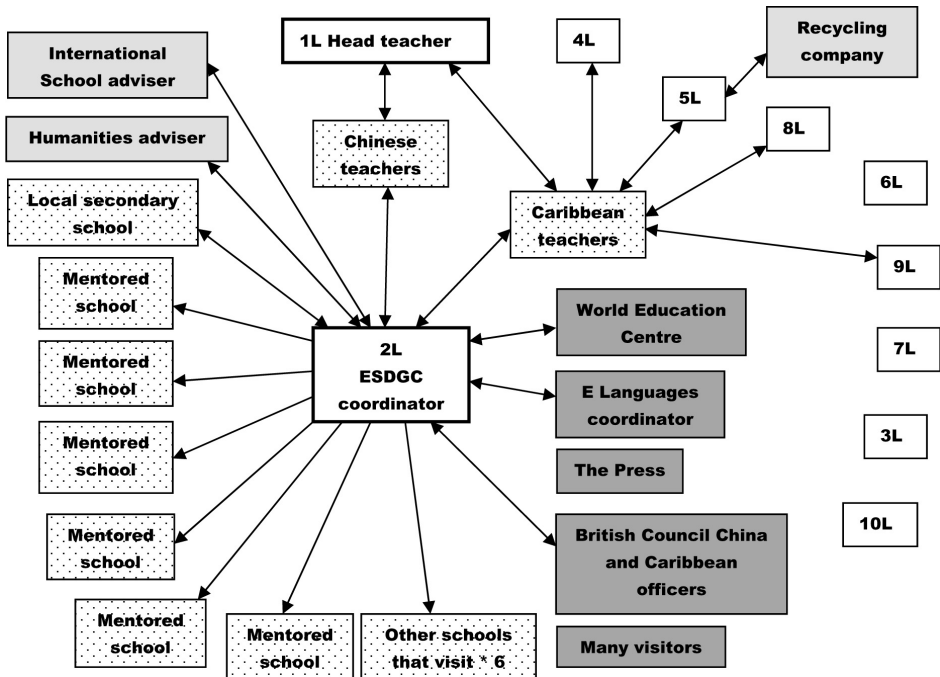 International
School adviser
1L Head teacher
4L
Recycling
company
5L
8L
Humanities adviser
Chinese
teachers
6L
Local secondary
school
Caribbean
teachers
9L
Mentored
school
World Education
Centre
2L
ESDGC
coordinator
7L
Mentored
school
E Languages
coordinator
Mentored
school
3L
The Press
Mentored
school
British Council China
and Caribbean
officers
10L
Mentored
school
Mentored
school
Other schools
that visit * 6
Many visitors